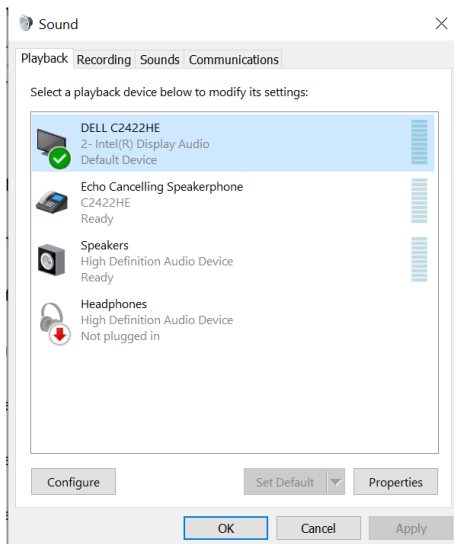 Sound
Playback Recording Sounds Communications
Select a playback device below to modify its settings:
DELL C2422HE
2- Intel(R) Display Audio
Default Device
Echo Cancelling Speakerphone
C2422HE
Ready
Speakers
High Definition Audio Device
Ready
Headphones
High Definition Audio Device
Not plugged in
Configure Set Default Properties
OK Cancel Apply